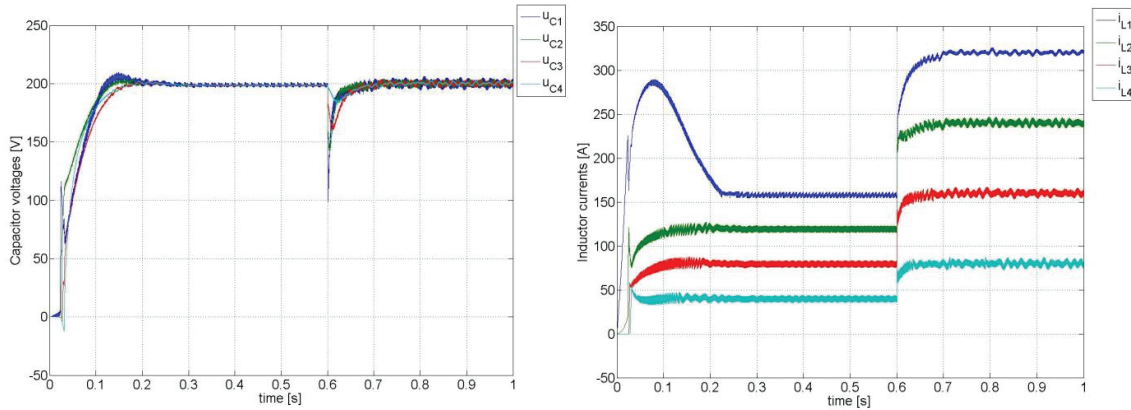 250
200
150
100
50
0
-50
0 0.1 0.2 0.3 0.4 0.5 0.6 0.7 0.8 0.9 1
time [s]
Capacitor voltages [V]
uC1
uC2
uC3
uC4
350
300
250
200
150
100
50
0
-50
0 0.1 0.2 0.3 0.4 0.5 0.6 0.7 0.8 0.9 1
time [s]
Inductor currents [A]
iL1
iL2
iL3
iL4